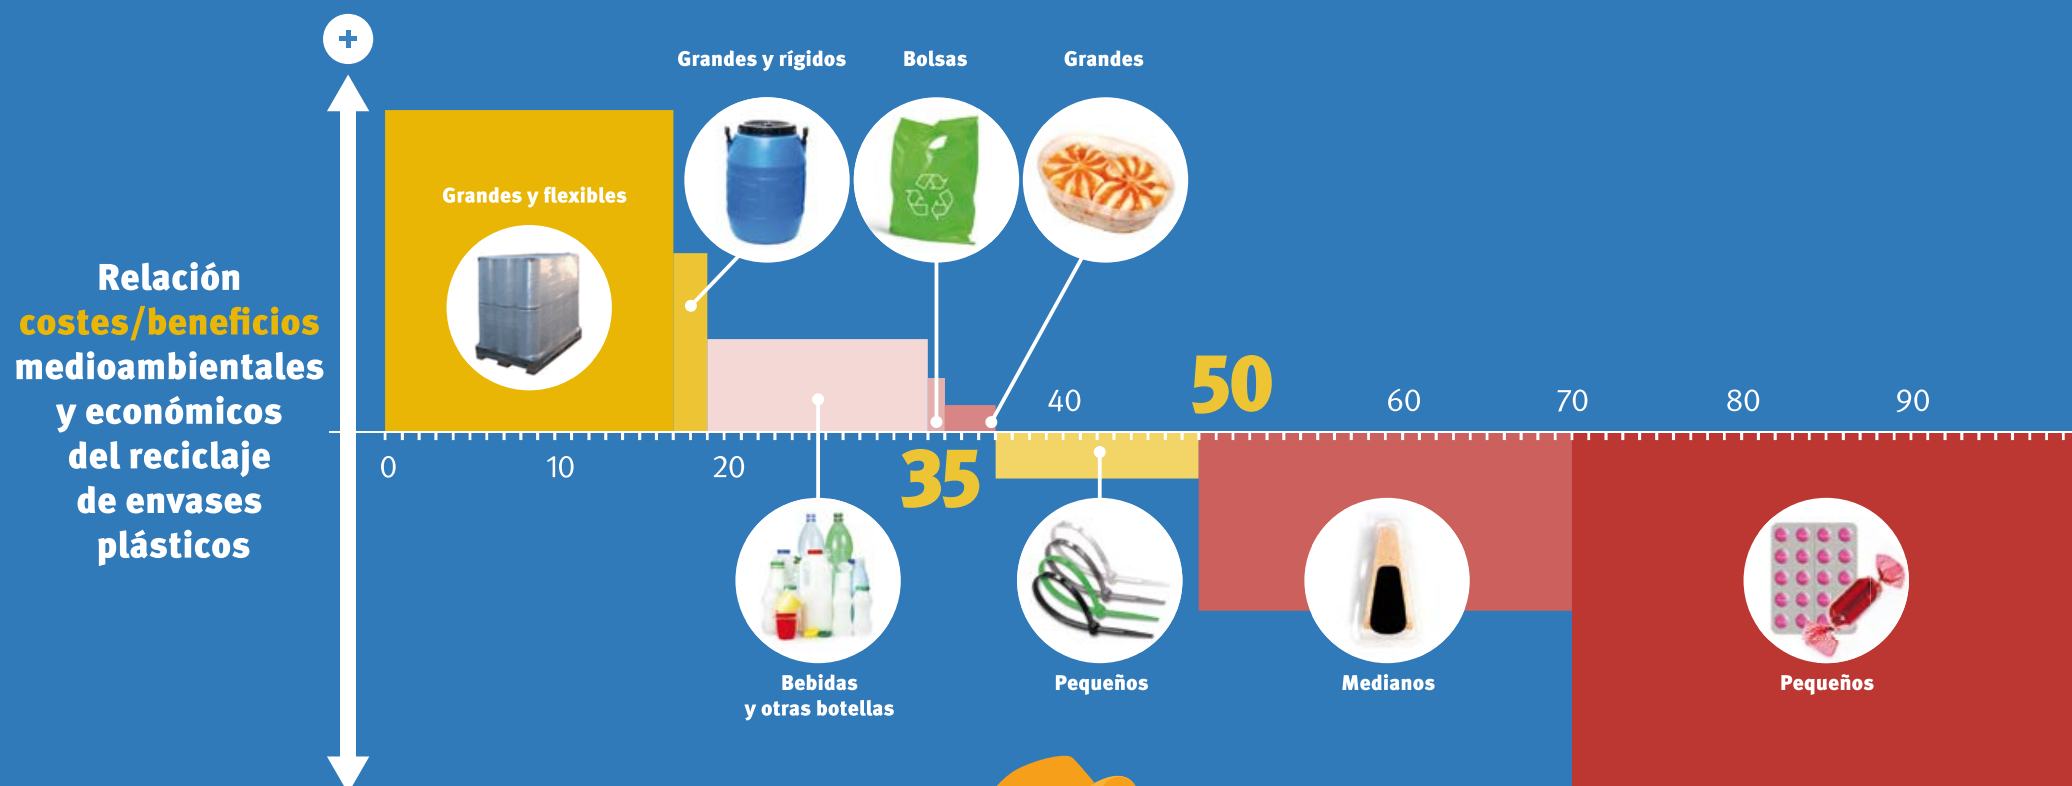 +
Grandes y rígidos
Bolsas
Grandes
Grandes y flexibles
Relación
costes/beneficios
medioambientales
y económicos
del reciclaje
de envases
plásticos
40
50
60
70
80
90
0
10
20
35
Bebidas
y otras botellas
Pequeños
Medianos
Pequeños